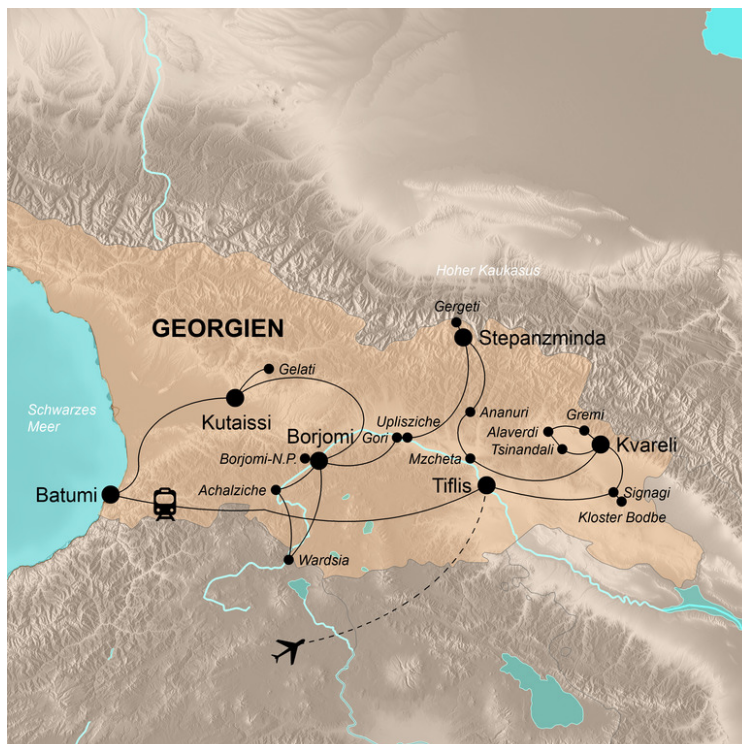 Hoher Kaukasus
Gergeti
Stepanzminda
GEORGIEN
Gelati
Schwarzes
Meer
Kutaissi
Ananuri
Gremi
Uplisziche
Alaverdi
Borjomi
Gori
Kvareli
Tsinandali
Borjomi-N.P.
Mzcheta
Tiflis
Achalziche
Signagi
Batumi
Kloster Bodbe
Wardsia